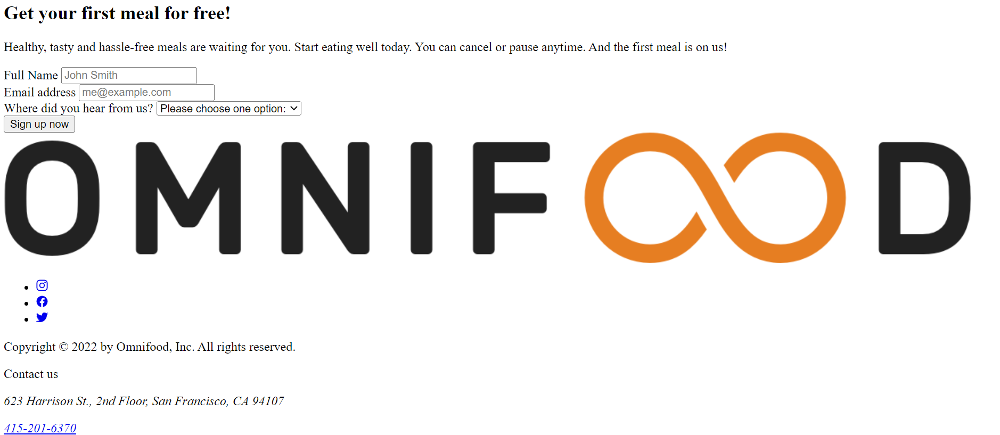 Get your first meal for free!
Healthy, tasty and hassle-free meals are waiting for you. Start eating well today. You can cancel or pause anytime. And the first meal is on us!
Full Name John Smith
Email address me@example.com
Where did you hear from us? Please choose one option:
Sign up now
OMNIFOOD
Copyright © 2022 by Omnifood, Inc. All rights reserved.
Contact us
623 Harrison St., 2nd Floor, San Francisco, CA 94107
415-201-6370